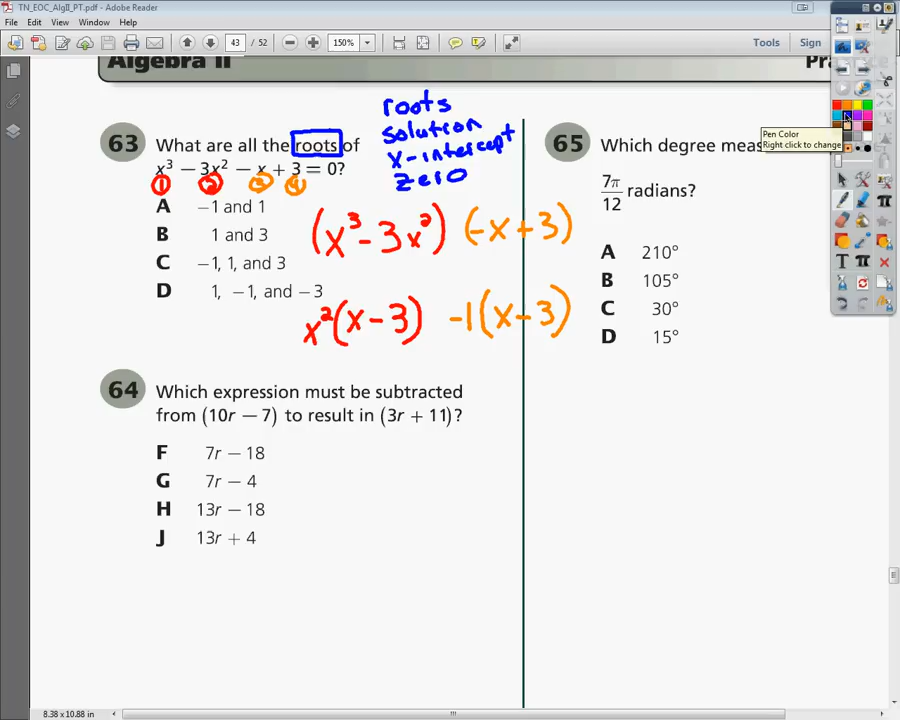 TN_EOC_AlgII_PT.pdf - Adobe Reader
File Edit View Window Help
43 / 52 150% Tools Sign
Algebra II
63 What are all the roots of
x³ − 3x² − x + 3 = 0?
1 2 3 4
A −1 and 1
B 1 and 3
C −1, 1, and 3
D 1, −1, and −3
roots
solution
x-intercept
zero
(x³ - 3x²) (-x + 3)
x²(x - 3) -1(x - 3)
64 Which expression must be subtracted
from (10r − 7) to result in (3r + 11)?
F 7r − 18
G 7r − 4
H 13r − 18
J 13r + 4
65 Which degree meas
7π/12 radians?
A 210°
B 105°
C 30°
D 15°
Pen Color
Right click to change
8.38 x 10.88 in